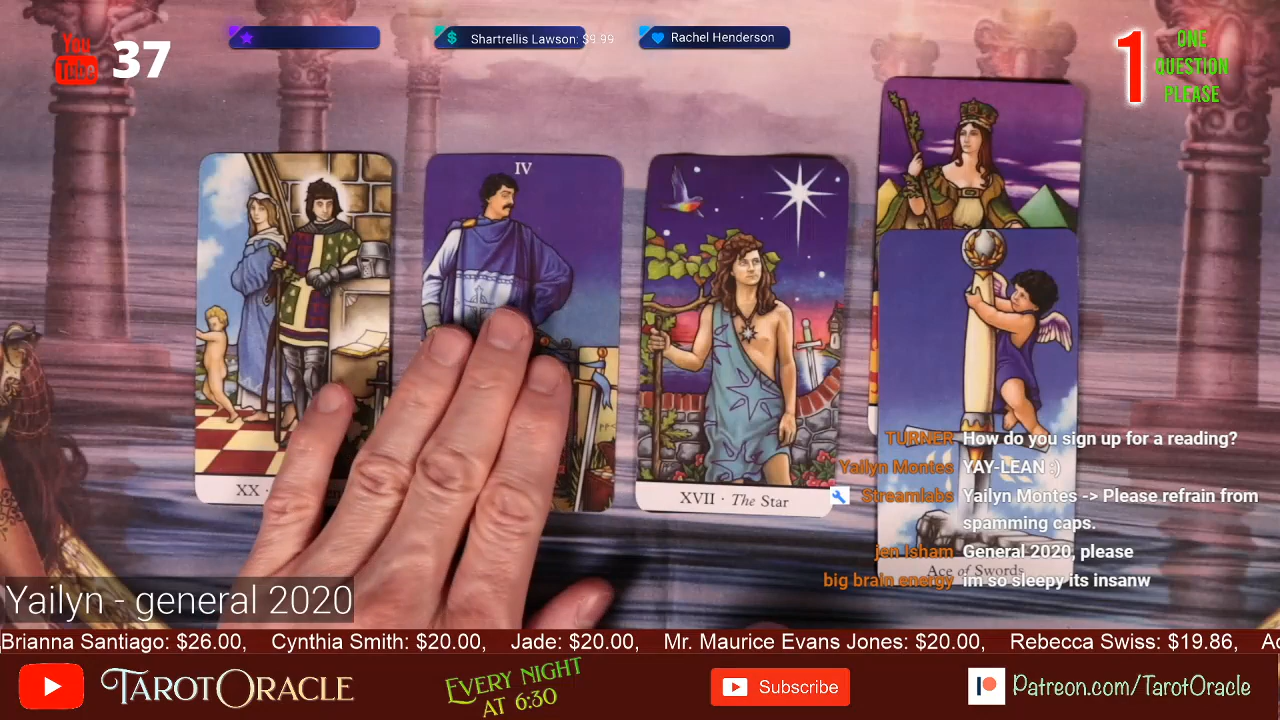 You
Tube
37
Shartrellis Lawson: $9.99
Rachel Henderson
1
ONE
QUESTION
PLEASE
IV
XX ·
XVII · The Star
Ace of Swords
TURNER How do you sign up for a reading?
Yailyn Montes YAY-LEAN :)
Streamlabs Yailyn Montes -> Please refrain from
spamming caps.
jen Isham General 2020, please
big brain energy im so sleepy its insanw
Yailyn - general 2020
Brianna Santiago: $26.00, Cynthia Smith: $20.00, Jade: $20.00, Mr. Maurice Evans Jones: $20.00, Rebecca Swiss: $19.86,
TAROTORACLE
EVERY NIGHT
AT 6:30
Subscribe
Patreon.com/TarotOracle